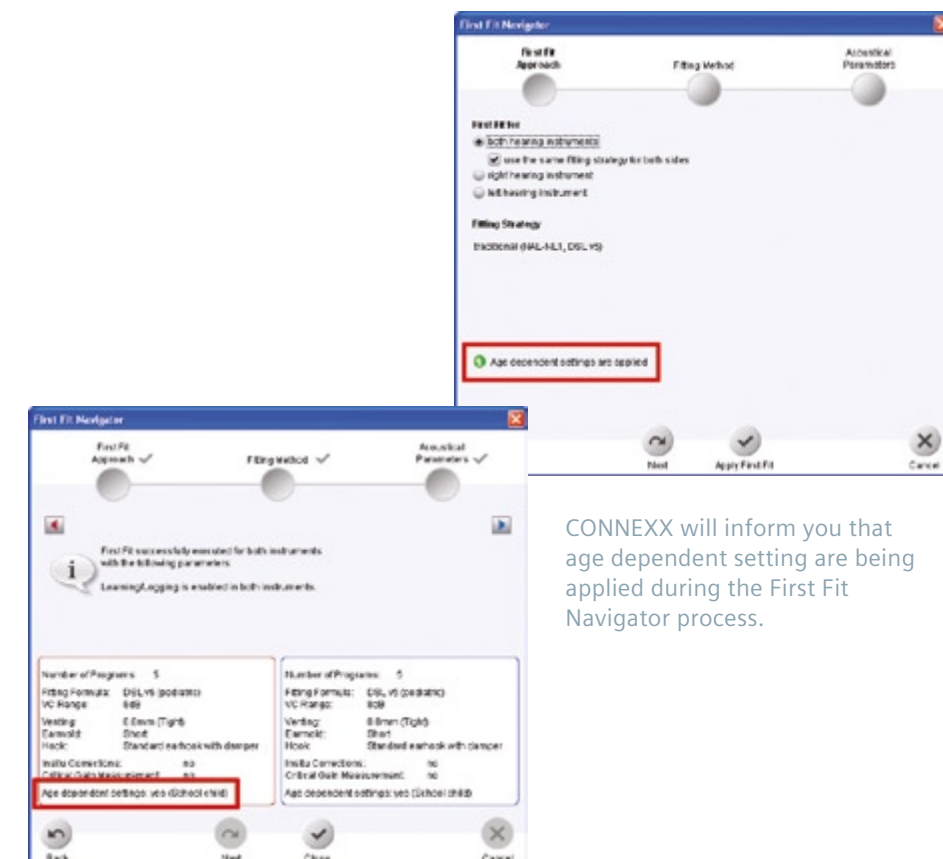 First Fit Navigator
First Fit
Approach
Fitting Method
Acoustical
Parameters
First Fit for
both hearing instruments
use the same fitting strategy for both sides
right hearing instrument
left hearing instrument
Fitting Strategy
traditional (NAL-NL1, DSL v5)
Age dependent settings are applied
Next
Apply First Fit
Cancel
First Fit Navigator
First Fit
Approach
Fitting Method
Acoustical
Parameters
i
First Fit successfully executed for both instruments
with the following parameters:
Learning/Logging is enabled in both instruments.
Number of Programs: 5
Fitting Formula: DSL v5 (pediatric)
VC Range:
Venting: (Tight)
Earmold: Short
Hook: Standard earhook with damper
Insitu Corrections: no
Critical Gain Measurement: no
Age dependent settings: yes (School child)
Number of Programs: 5
Fitting Formula: DSL v5 (pediatric)
VC Range:
Venting: (Tight)
Earmold: Short
Hook: Standard earhook with damper
Insitu Corrections: no
Critical Gain Measurement: no
Age dependent settings: yes (School child)
Back
Next
Close
Cancel
CONNEXX will inform you that
age dependent setting are being
applied during the First Fit
Navigator process.